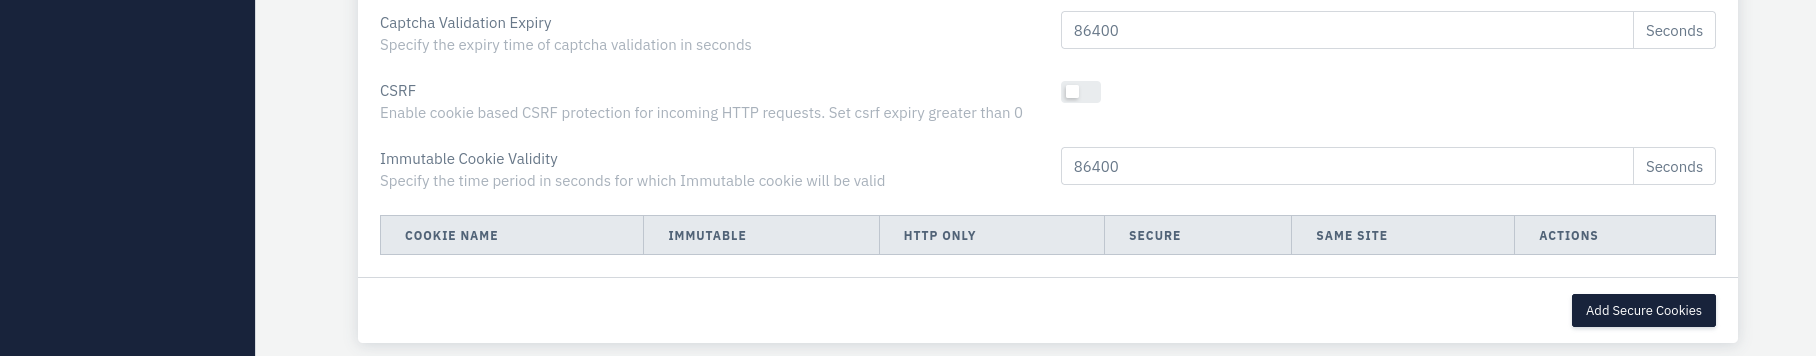 Captcha Validation Expiry
Specify the expiry time of captcha validation in seconds
86400 Seconds
CSRF
Enable cookie based CSRF protection for incoming HTTP requests. Set csrf expiry greater than 0
Immutable Cookie Validity
Specify the time period in seconds for which Immutable cookie will be valid
86400 Seconds
COOKIE NAME IMMUTABLE HTTP ONLY SECURE SAME SITE ACTIONS
Add Secure Cookies